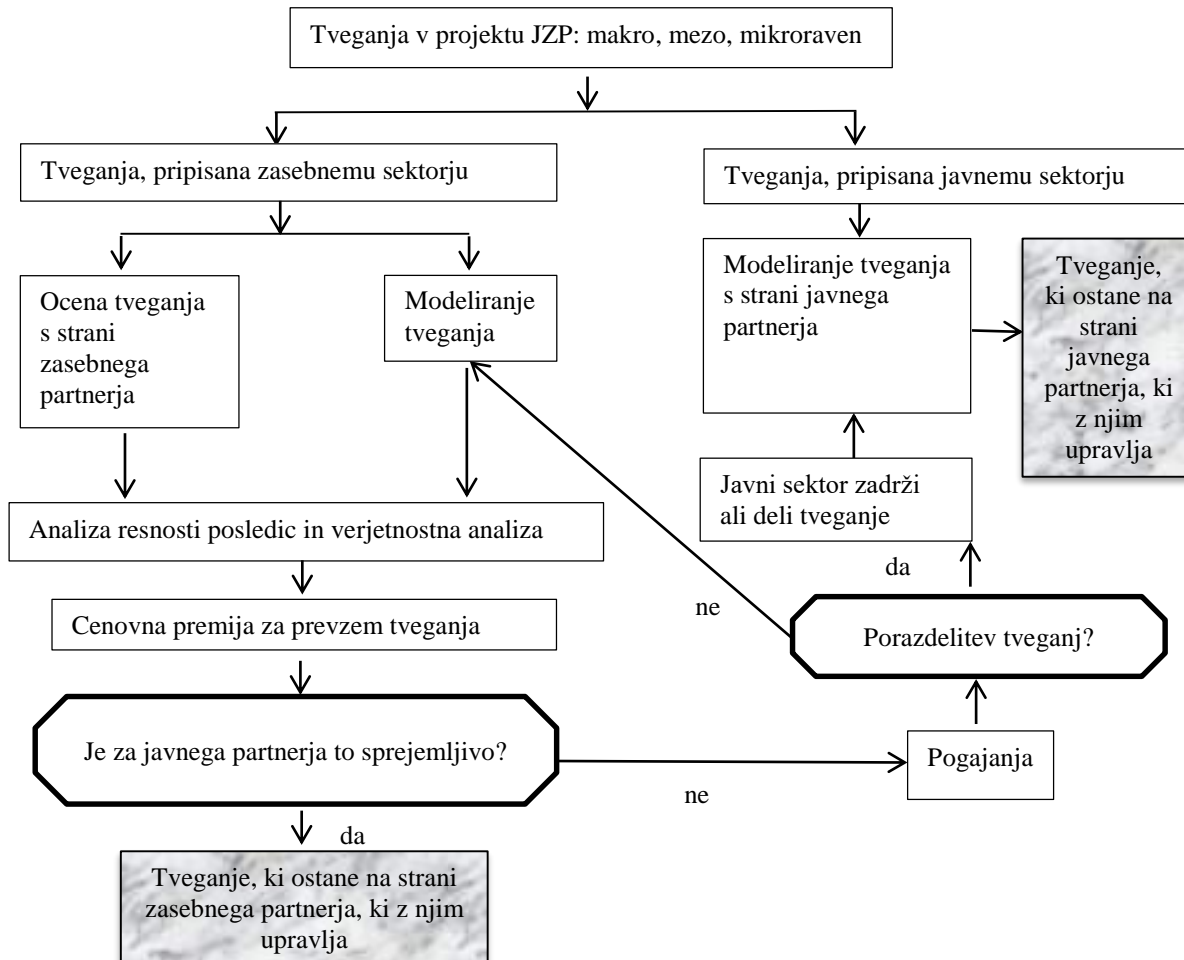 Tveganja v projektu JZP: makro, mezo, mikroraven
Tveganja, pripisana zasebnemu sektorju
Tveganja, pripisana javnemu sektorju
Ocena tveganja
s strani
zasebnega
partnerja
Modeliranje
tveganja
Modeliranje tveganja
s strani javnega
partnerja
Tveganje,
ki ostane na
strani
javnega
partnerja, ki
z njim
upravlja
Javni sektor zadrži
ali deli tveganje
Analiza resnosti posledic in verjetnostna analiza
da
ne
Cenovna premija za prevzem tveganja
Porazdelitev tveganj?
Je za javnega partnerja to sprejemljivo?
Pogajanja
ne
da
Tveganje, ki ostane na strani
zasebnega partnerja, ki z njim
upravlja